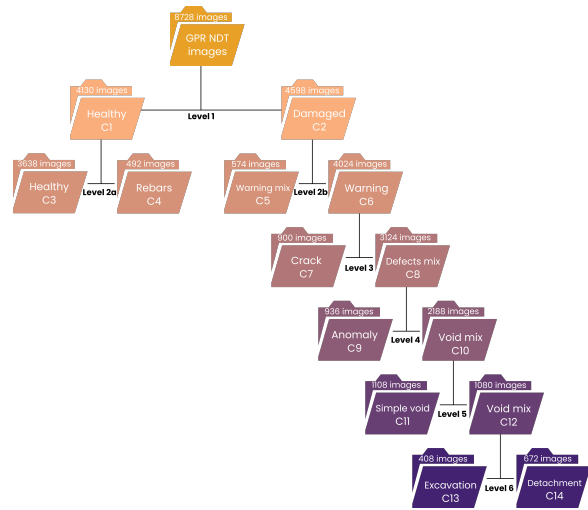 8728 images
GPR NDT
images
4130 images
Healthy
C1
Level 1
4598 images
Damaged
C2
3638 images
Healthy
C3
Level 2a
492 images
Rebars
C4
574 images
Warning mix
C5
Level 2b
4024 images
Warning
C6
900 images
Crack
C7
Level 3
3124 images
Defects mix
C8
936 images
Anomaly
C9
Level 4
2188 images
Void mix
C10
1108 images
Simple void
C11
Level 5
1080 images
Void mix
C12
408 images
Excavation
C13
Level 6
672 images
Detachment
C14